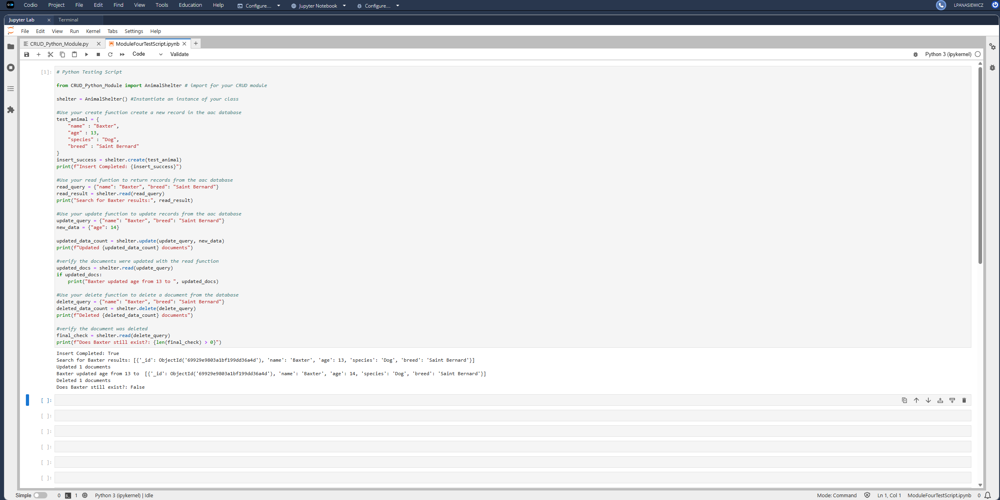 Codio Project File Edit Find View Tools Education Help Configure.... Jupyter Notebook Configure.... LPANASIEWICZ
Jupyter Lab Terminal
File Edit View Run Kernel Tabs Settings Help
CRUD_Python_Module.py ModuleFourTestScript.ipynb
Code Validate Python 3 (ipykernel)
[1]: # Python Testing Script
from CRUD_Python_Module import AnimalShelter # import for your CRUD module
shelter = AnimalShelter() #Instantiate an instance of your class
#Use your create function create a new record in the aac database
test_animal = {
"name" : "Baxter",
"age" : 13,
"species" : "Dog",
"breed" : "Saint Bernard"
}
insert_success = shelter.create(test_animal)
print(f"Insert Completed: {insert_success}")
#Use your read funtion to return records from the aac database
read_query = {"name": "Baxter", "breed": "Saint Bernard"}
read_result = shelter.read(read_query)
print("Search for Baxter results:", read_result)
#Use your update function to update records from the aac database
update_query = {"name": "Baxter", "breed": "Saint Bernard"}
new_data = {"age": 14}
updated_data_count = shelter.update(update_query, new_data)
print(f"Updated {updated_data_count} documents")
#verify the documents were updated with the read function
updated_docs = shelter.read(update_query)
if updated_docs:
print("Baxter updated age from 13 to ", updated_docs)
#Use your delete function to delete a document from the database
delete_query = {"name": "Baxter", "breed": "Saint Bernard"}
deleted_data_count = shelter.delete(delete_query)
print(f"Deleted {deleted_data_count} documents")
#verify the document was deleted
final_check = shelter.read(delete_query)
print(f"Does Baxter still exist?: {len(final_check) > 0}")
Insert Completed: True
Search for Baxter results: [{'_id': ObjectId('69929e9803a1bf199dd36a4d'), 'name': 'Baxter', 'age': 13, 'species': 'Dog', 'breed': 'Saint Bernard'}]
Updated 1 documents
Baxter updated age from 13 to  [{'_id': ObjectId('69929e9803a1bf199dd36a4d'), 'name': 'Baxter', 'age': 14, 'species': 'Dog', 'breed': 'Saint Bernard'}]
Deleted 1 documents
Does Baxter still exist?: False
[ ]:
[ ]:
[ ]:
[ ]:
[ ]:
[ ]:
Simple 0 1 Python 3 (ipykernel) | Idle Mode: Command Ln 1, Col 1 ModuleFourTestScript.ipynb 0